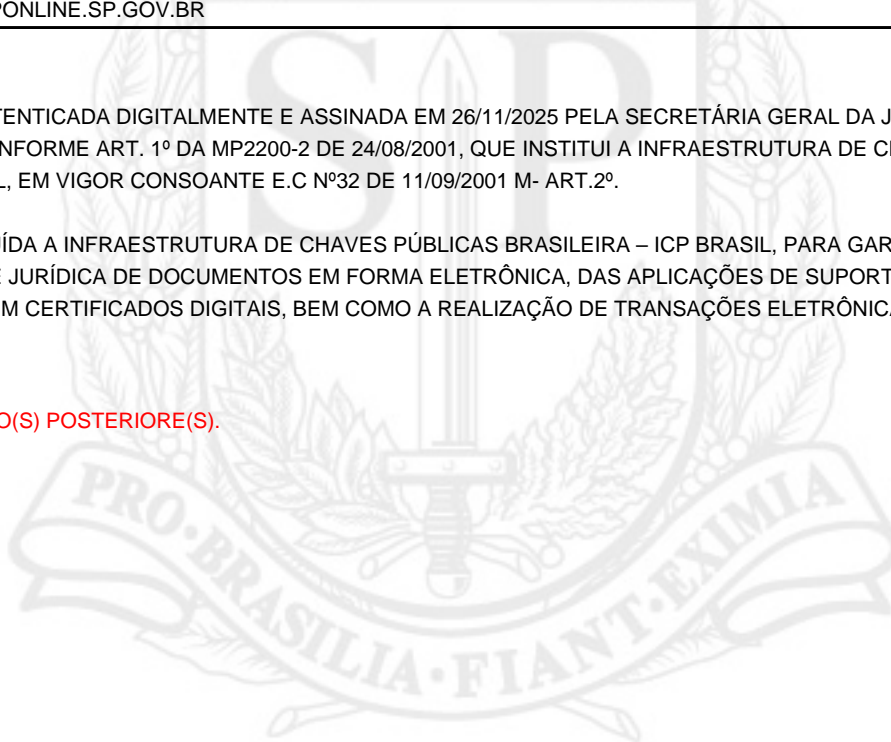 PONLINE.SP.GOV.BR
TENTICADA DIGITALMENTE E ASSINADA EM 26/11/2025 PELA SECRETÁRIA GERAL DA J
NFORME ART. 1º DA MP2200-2 DE 24/08/2001, QUE INSTITUI A INFRAESTRUTURA DE C
L, EM VIGOR CONSOANTE E.C Nº32 DE 11/09/2001 M- ART.2º.
ÍDA A INFRAESTRUTURA DE CHAVES PÚBLICAS BRASILEIRA – ICP BRASIL, PARA GAR
E JURÍDICA DE DOCUMENTOS EM FORMA ELETRÔNICA, DAS APLICAÇÕES DE SUPORT
M CERTIFICADOS DIGITAIS, BEM COMO A REALIZAÇÃO DE TRANSAÇÕES ELETRÔNICA
O(S) POSTERIORE(S).
SP
PRO·BRASILIA·FIANT·EXIMIA